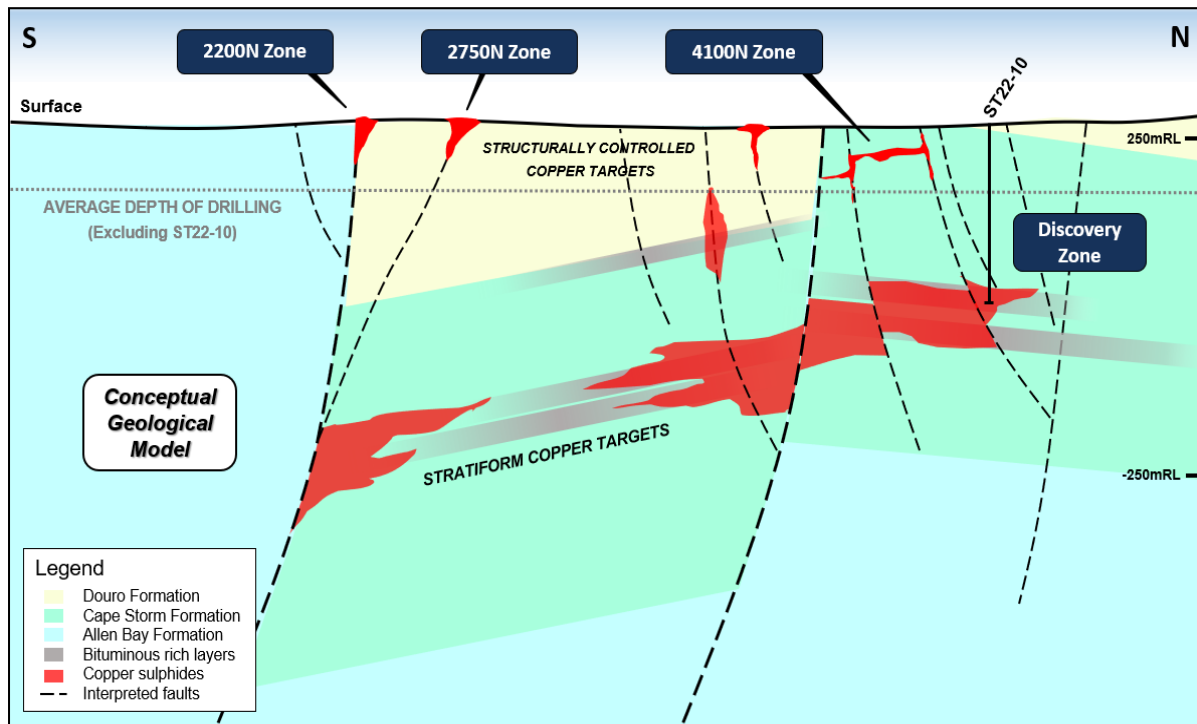 S
N
2200N Zone
2750N Zone
4100N Zone
ST22-10
Surface
250mRL
STRUCTURALLY CONTROLLED
COPPER TARGETS
AVERAGE DEPTH OF DRILLING
(Excluding ST22-10)
Discovery
Zone
Conceptual
Geological
Model
STRATIFORM COPPER TARGETS
-250mRL
Legend
Douro Formation
Cape Storm Formation
Allen Bay Formation
Bituminous rich layers
Copper sulphides
Interpreted faults